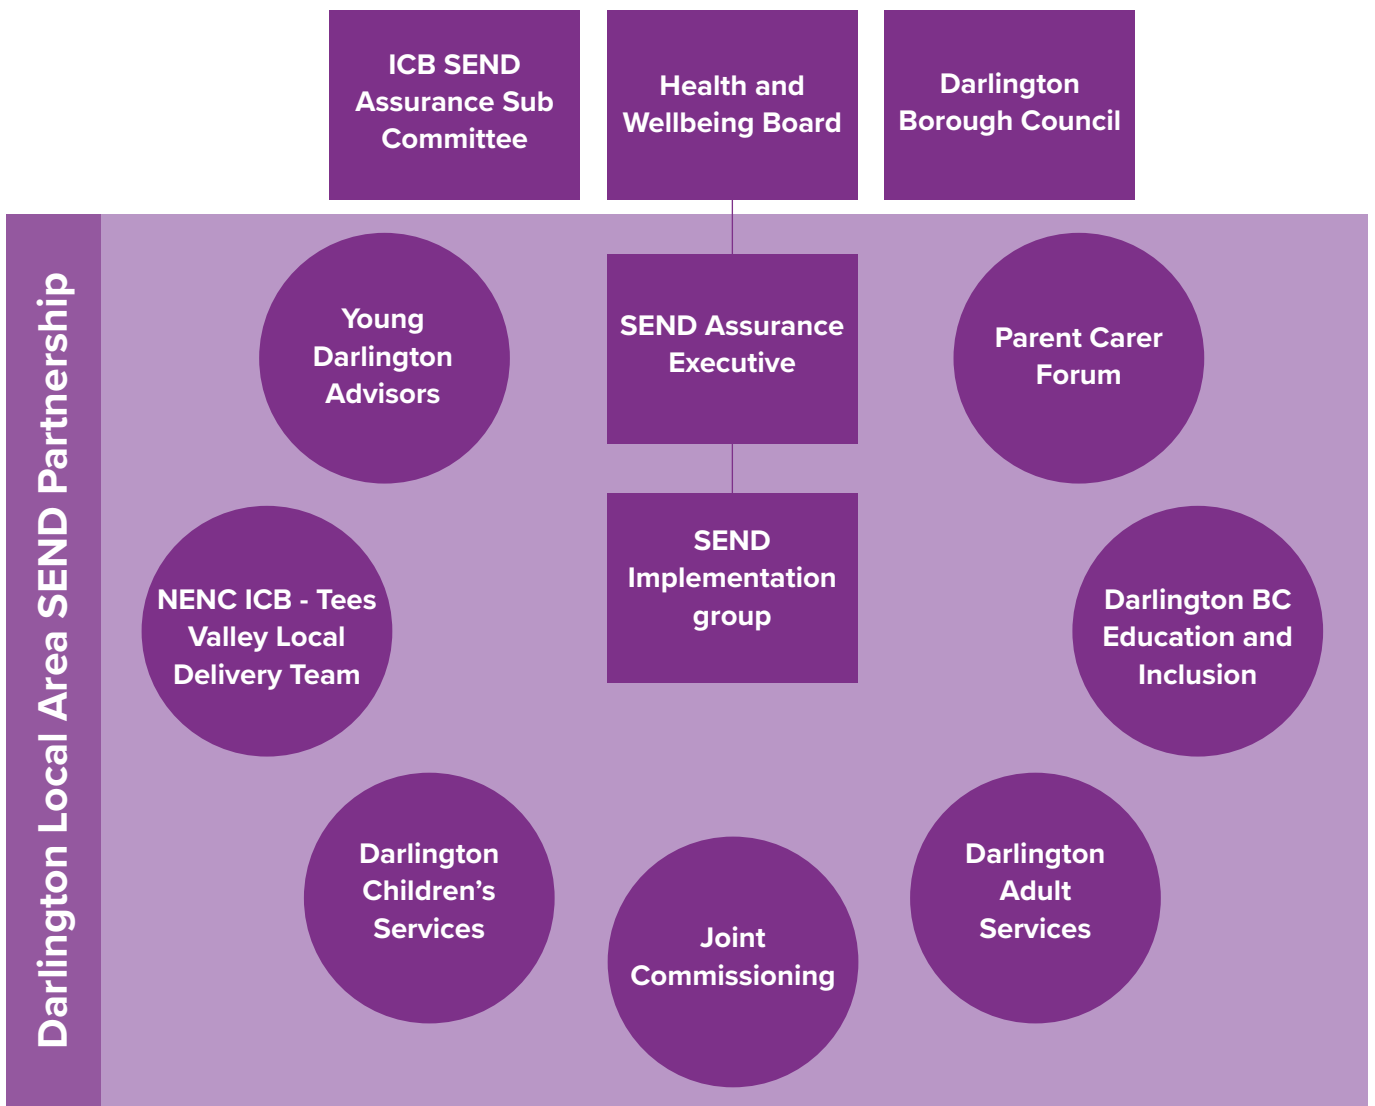 ICB SEND
Assurance Sub
Committee
Health and
Wellbeing Board
Darlington
Borough Council
Darlington Local Area SEND Partnership
Young
Darlington
Advisors
SEND Assurance
Executive
Parent Carer
Forum
NENC ICB - Tees
Valley Local
Delivery Team
SEND
Implementation
group
Darlington BC
Education and
Inclusion
Darlington
Children’s
Services
Joint
Commissioning
Darlington
Adult
Services